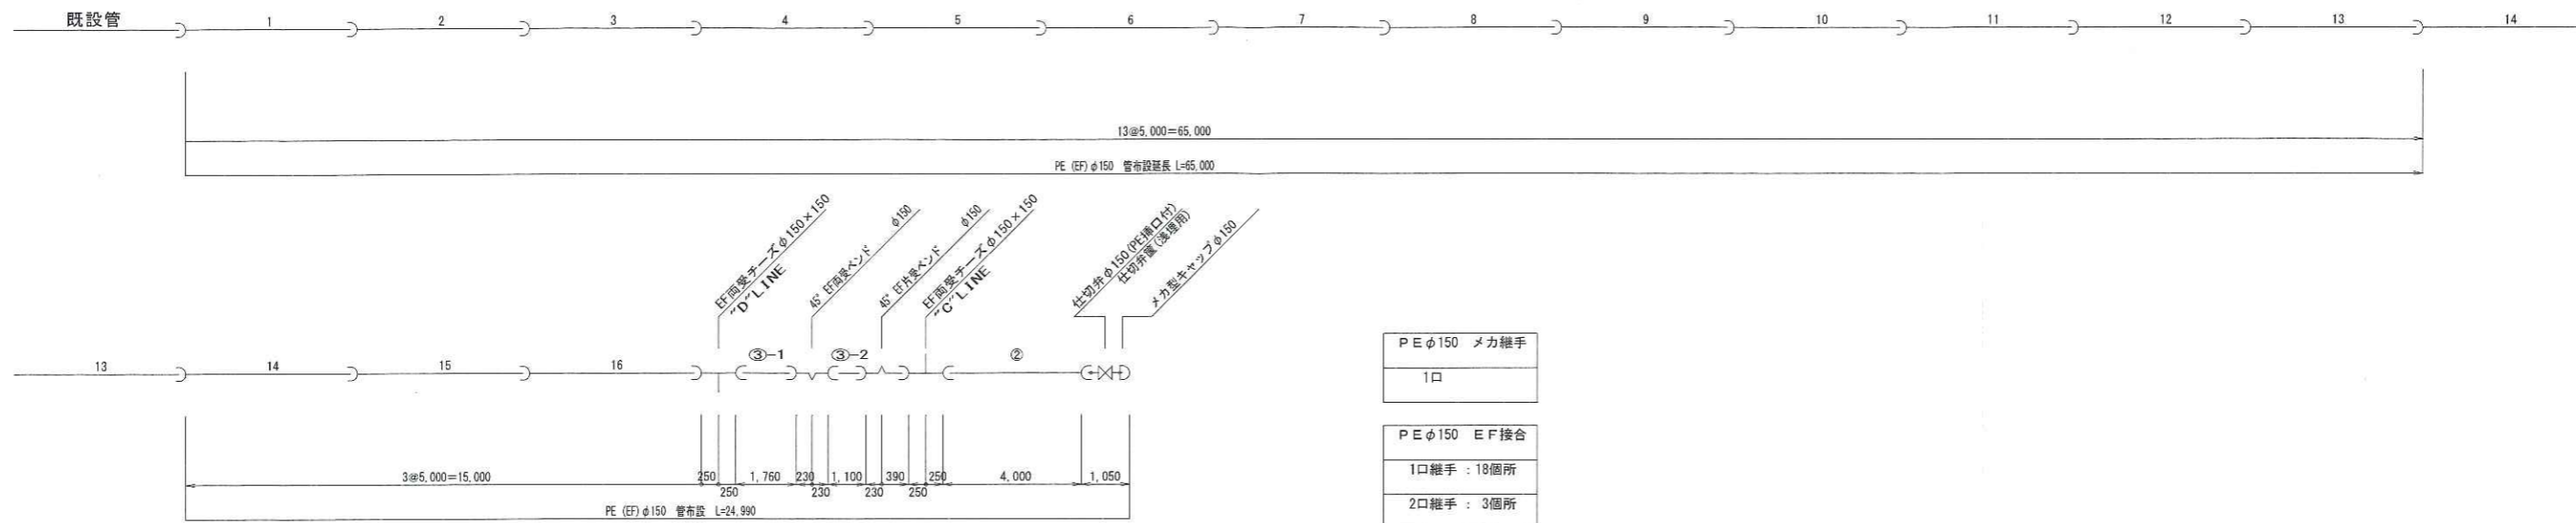 既設管
1 2 3 4 5 6 7 8 9 10 11 12 13 14
13@5,000=65,000
PE (EF) φ150 管布設延長 L=65,000
EF両受チーズφ150×150
"D"LINE
45° EF両受ベンド φ150
45° EF片受ベンド φ150
EF両受チーズφ150×150
"C"LINE
仕切弁φ150(PE挿口付)
仕切弁筐(浅埋用)
メカ型キャップφ150
13 14 15 16 ③-1 ③-2 ②
3@5,000=15,000 250 1,760 230 1,100 390 250 4,000 1,050
250 230 230 250
PE (EF) φ150 管布設 L=24,990
PEφ150 メカ継手
1口
PEφ150 EF接合
1口継手 : 18個所
2口継手 : 3個所